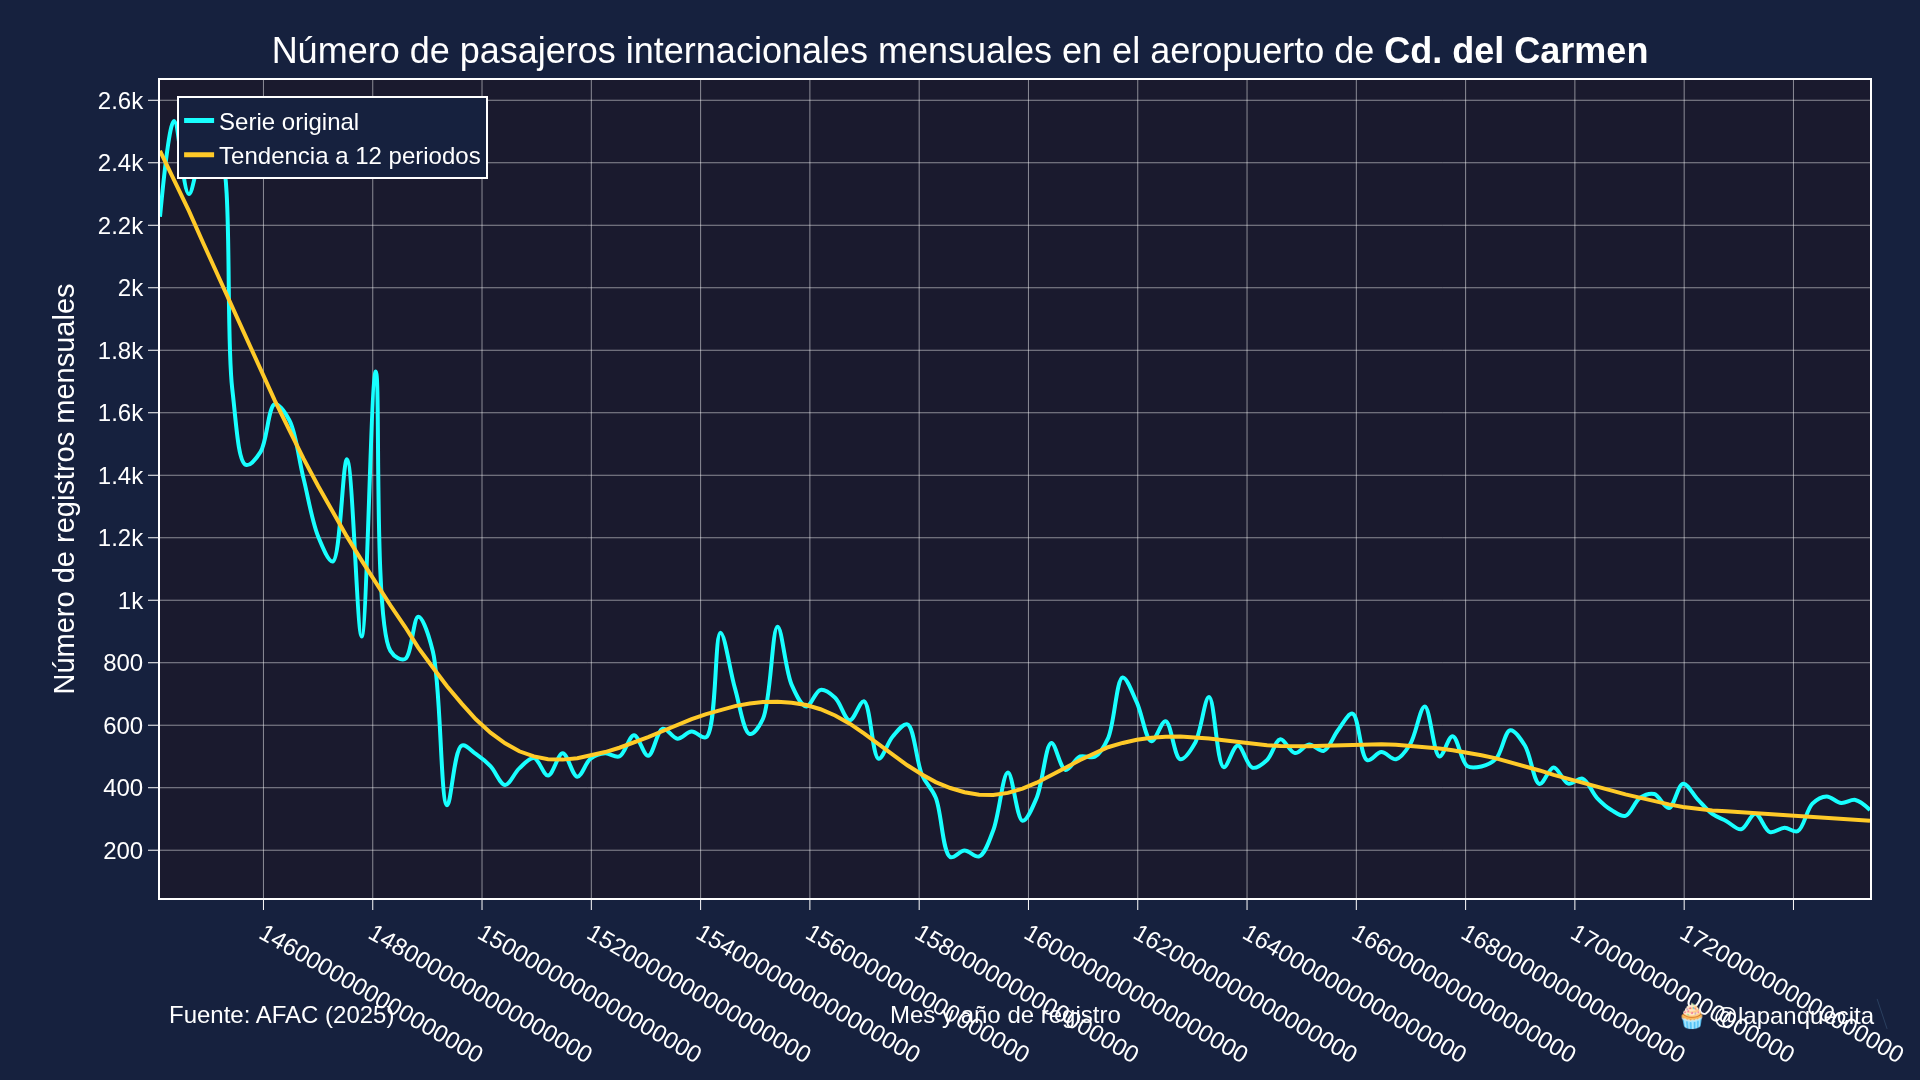 Número de pasajeros internacionales mensuales en el aeropuerto de Cd. del Carmen
Serie original
Tendencia a 12 periodos
Número de registros mensuales
2.6k
2.4k
2.2k
2k
1.8k
1.6k
1.4k
1.2k
1k
800
600
400
200
1460000000000000000
1480000000000000000
1500000000000000000
1520000000000000000
1540000000000000000
1560000000000000000
1580000000000000000
1600000000000000000
1620000000000000000
1640000000000000000
1660000000000000000
1680000000000000000
1700000000000000000
1720000000000000000
Fuente: AFAC (2025)
Mes y año de registro
🧁 @lapanquecita